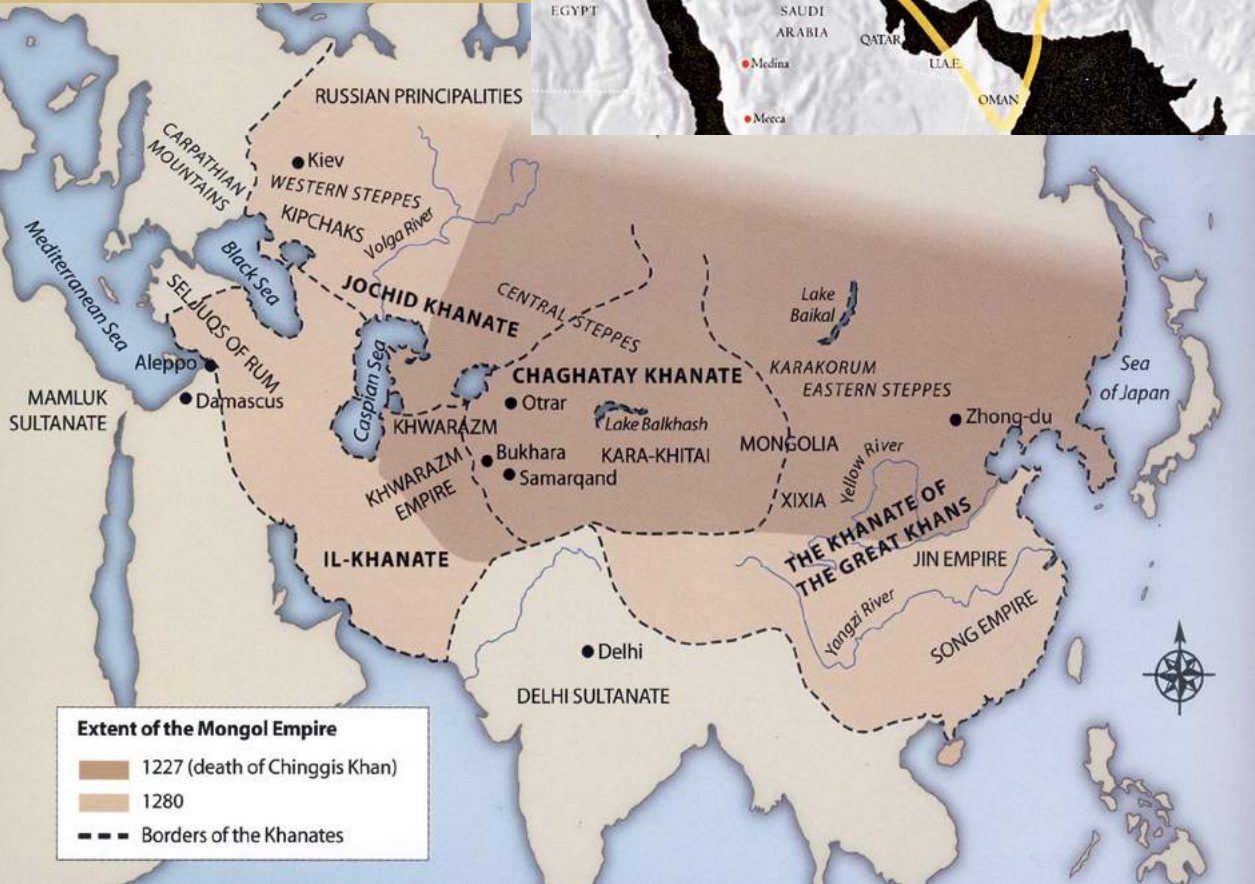 EGYPT
SAUDI
ARABIA
QATAR
U.A.E.
OMAN
Medina
Mecca
RUSSIAN PRINCIPALITIES
CARPATHIAN
MOUNTAINS
Kiev
WESTERN STEPPES
KIPCHAKS
Volga River
Mediterranean Sea
Black Sea
SELJUQS OF RUM
JOCHID KHANATE
CENTRAL STEPPES
Lake
Baikal
Aleppo
Damascus
MAMLUK
SULTANATE
Caspian Sea
CHAGHATAY KHANATE
Otrar
Lake Balkhash
KARAKORUM
EASTERN STEPPES
Sea
of Japan
Zhong-du
KHWARAZM
KHWARAZM
EMPIRE
Bukhara
Samarqand
KARA-KHITAI
MONGOLIA
XIXIA
Yellow River
THE KHANATE OF
THE GREAT KHANS
IL-KHANATE
JIN EMPIRE
Yangzi River
SONG EMPIRE
Delhi
DELHI SULTANATE
Extent of the Mongol Empire
1227 (death of Chinggis Khan)
1280
Borders of the Khanates